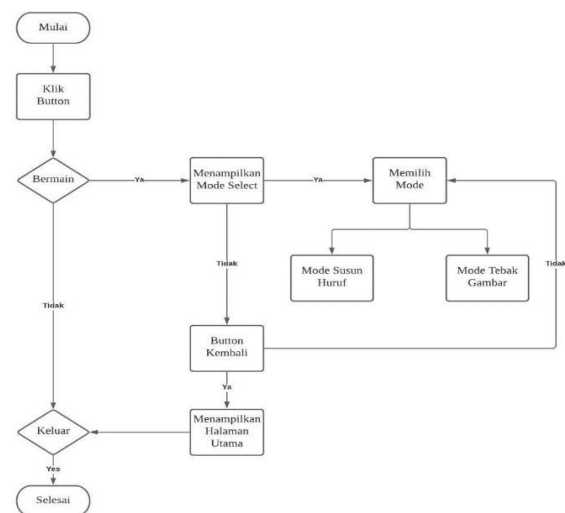 Mulai
Klik
Button
Bermain
Ya
Menampilkan
Mode Select
Ya
Memilih
Mode
Tidak
Mode Susun
Huruf
Mode Tebak
Gambar
Tidak
Tidak
Button
Kembali
Ya
Menampilkan
Halaman
Utama
Keluar
Yes
Selesai